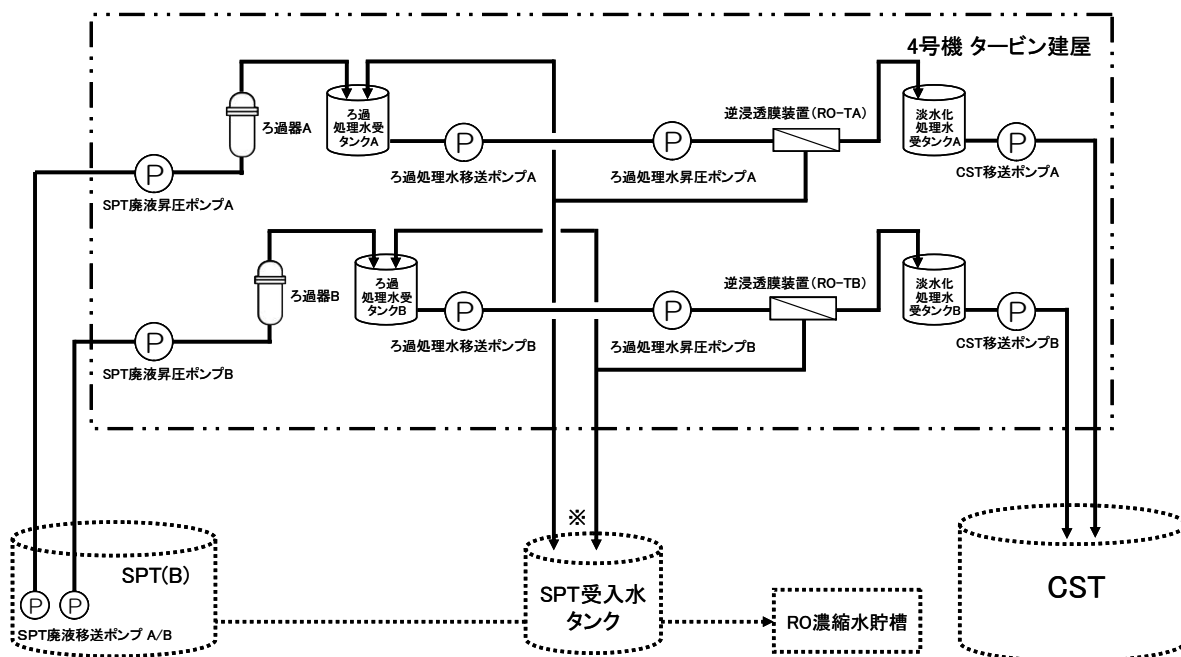 4号機 タービン建屋
ろ過器A
ろ過
処理水受
タンクA
P
ろ過処理水移送ポンプA
P
ろ過処理水昇圧ポンプA
逆浸透膜装置(RO-TA)
淡水化
処理水
受タンクA
P
CST移送ポンプA
P
SPT廃液昇圧ポンプA
ろ過器B
ろ過
処理水受
タンクB
P
ろ過処理水移送ポンプB
P
ろ過処理水昇圧ポンプB
逆浸透膜装置(RO-TB)
淡水化
処理水
受タンクB
P
CST移送ポンプB
P
SPT廃液昇圧ポンプB
※
SPT(B)
P
P
SPT廃液移送ポンプ A/B
SPT受入水
タンク
RO濃縮水貯槽
CST